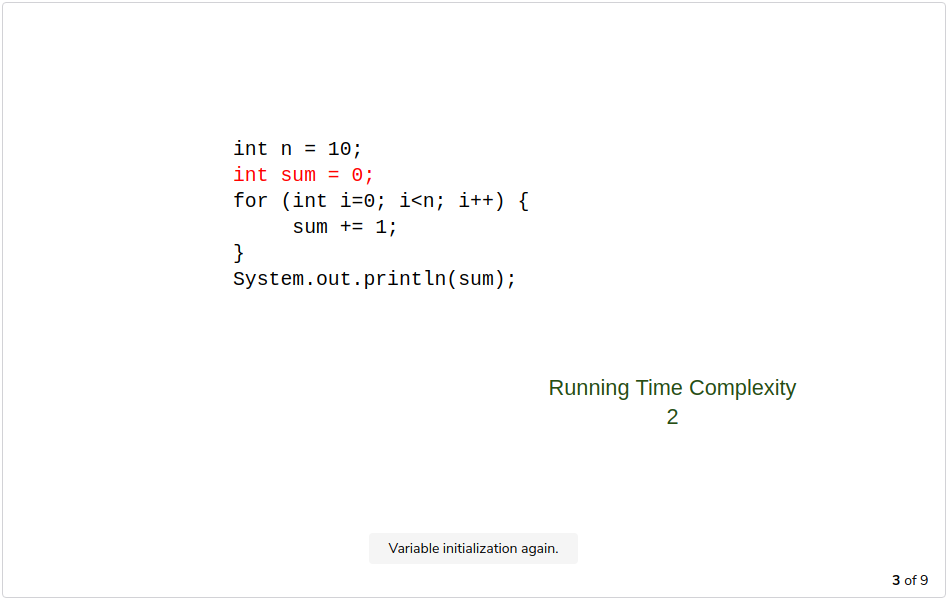 int n = 10;
int sum = 0;
for (int i=0; i<n; i++) {
     sum += 1;
}
System.out.println(sum);
Running Time Complexity
2
Variable initialization again.
3 of 9